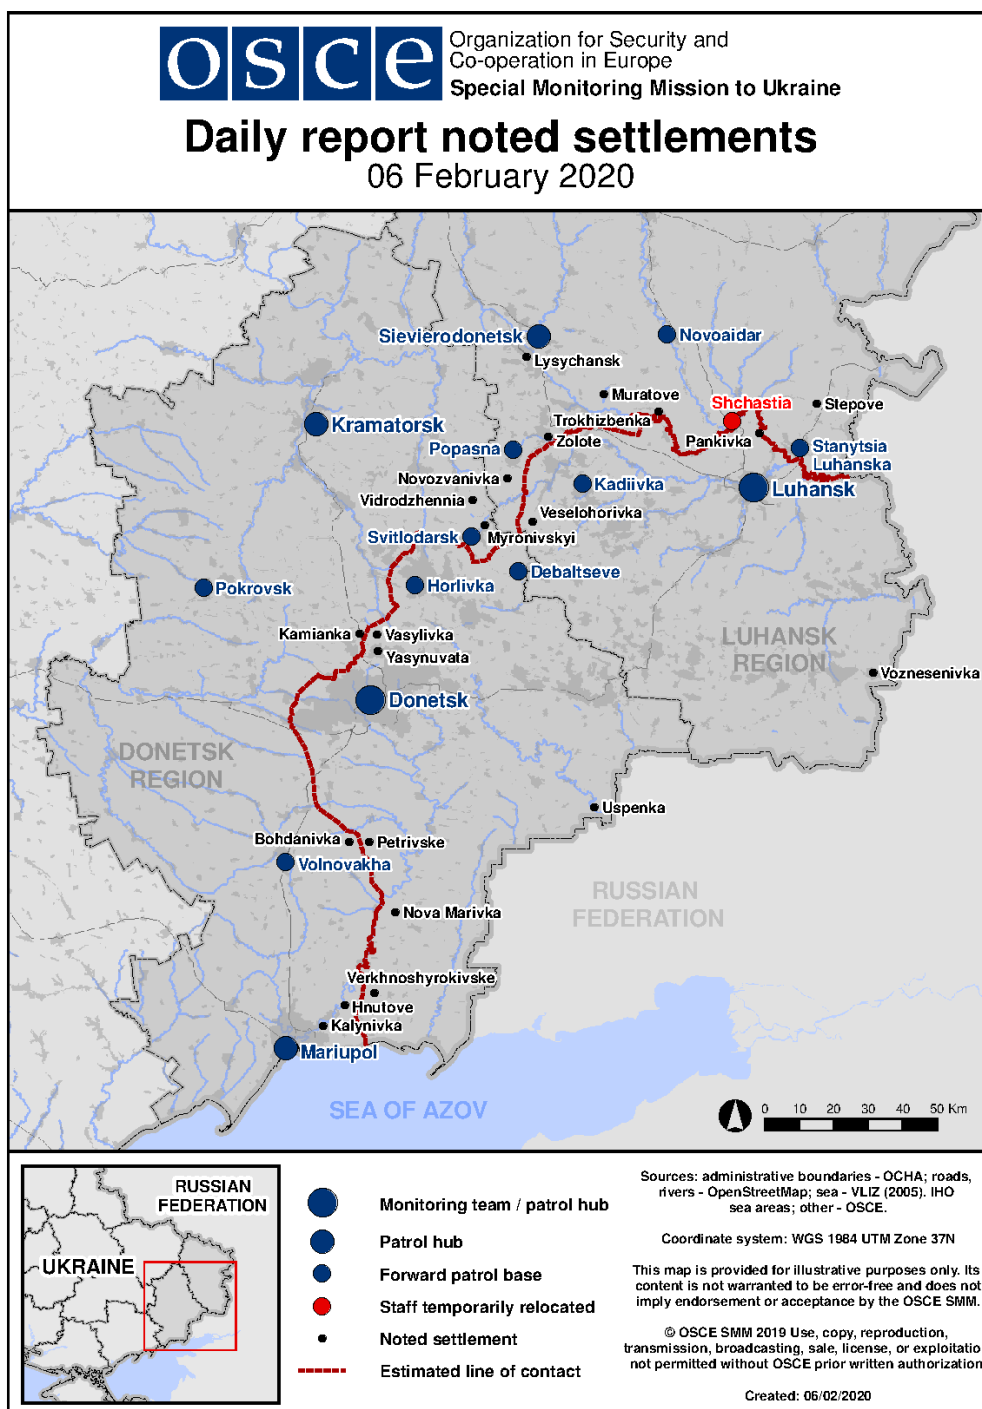 osce
Organization for Security and
Co-operation in Europe
Special Monitoring Mission to Ukraine
Daily report noted settlements
06 February 2020
Sievierodonetsk
Novoaidar
Lysychansk
Muratove
Shchastia
Stepove
Kramatorsk
Trokhizbenka
Zolote
Pankivka
Popasna
Stanytsia
Luhanska
Novozvanivka
Kadiivka
Luhansk
Vidrodzhennia
Veselohorivka
Svitlodarsk
Myronivskyi
Debaltseve
Pokrovsk
Horlivka
Kamianka
Vasylivka
Yasynuvata
LUHANSK
REGION
Voznesenivka
Donetsk
DONETSK
REGION
Uspenka
Bohdanivka
Petrivske
Volnovakha
RUSSIAN
FEDERATION
Nova Marivka
Verkhnoshyrokivske
Hnutove
Kalynivka
Mariupol
SEA OF AZOV
0 10 20 30 40 50 Km
RUSSIAN
FEDERATION
UKRAINE
Monitoring team / patrol hub
Patrol hub
Forward patrol base
Staff temporarily relocated
Noted settlement
Estimated line of contact
Sources: administrative boundaries - OCHA; roads,
rivers - OpenStreetMap; sea - VLIZ (2005). IHO
sea areas; other - OSCE.
Coordinate system: WGS 1984 UTM Zone 37N
This map is provided for illustrative purposes only. Its
content is not warranted to be error-free and does not
imply endorsement or acceptance by the OSCE SMM.
© OSCE SMM 2019 Use, copy, reproduction,
transmission, broadcasting, sale, license, or exploitatio
not permitted without OSCE prior written authorization
Created: 06/02/2020